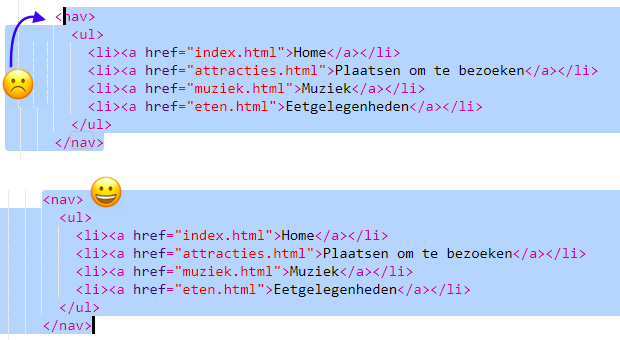 <nav>
<ul>
<li><a href="index.html">Home</a></li>
<li><a href="attracties.html">Plaatsen om te bezoeken</a></li>
<li><a href="muziek.html">Muziek</a></li>
<li><a href="eten.html">Eetgelegenheden</a></li>
</ul>
</nav>
<nav>
<ul>
<li><a href="index.html">Home</a></li>
<li><a href="attracties.html">Plaatsen om te bezoeken</a></li>
<li><a href="muziek.html">Muziek</a></li>
<li><a href="eten.html">Eetgelegenheden</a></li>
</ul>
</nav>